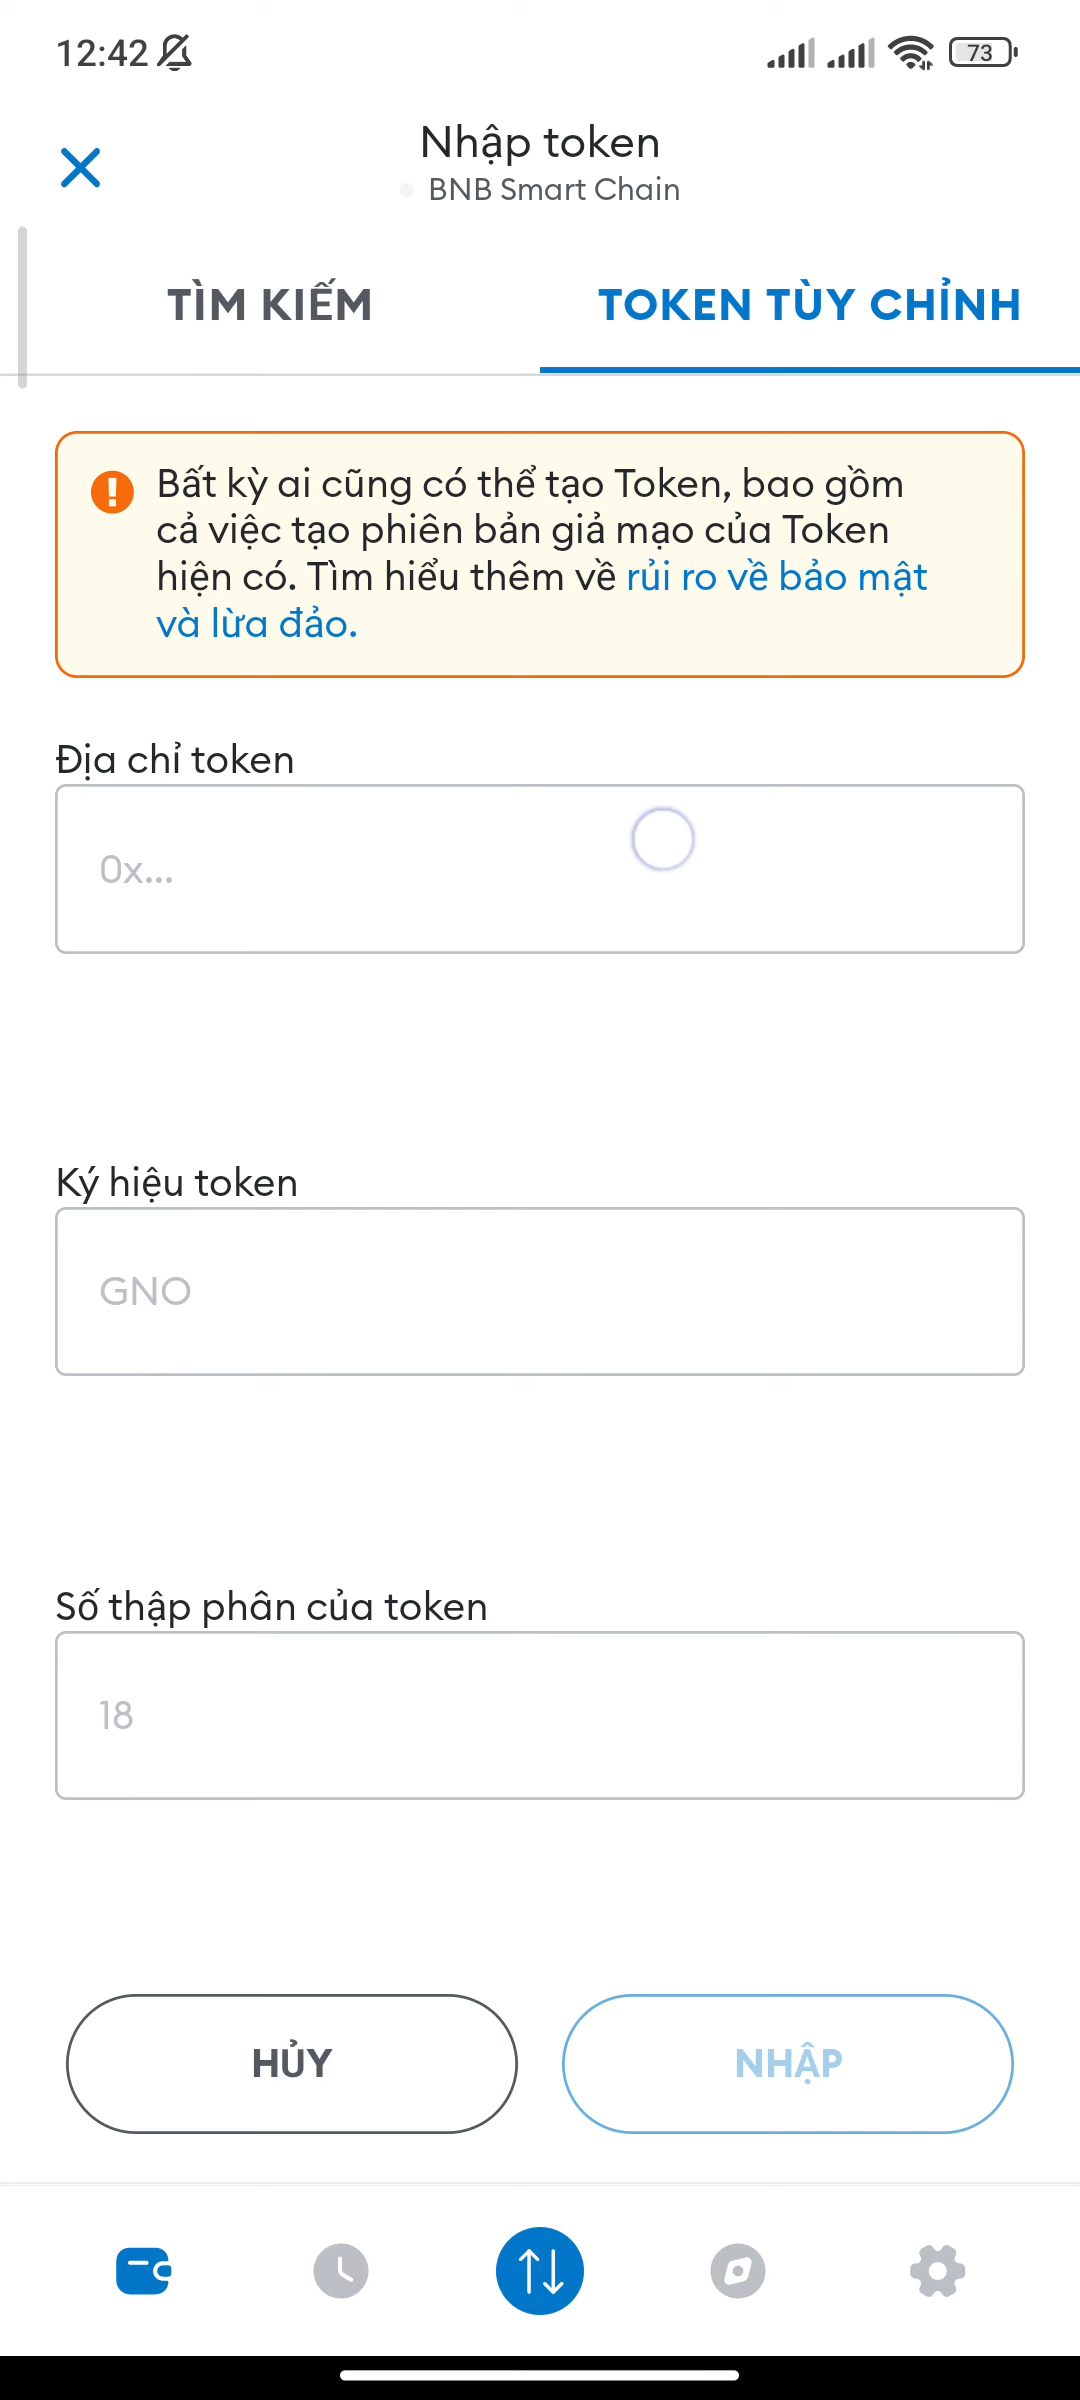 12:42
73
Nhập token
BNB Smart Chain
TÌM KIẾM
TOKEN TÙY CHỈNH
Bất kỳ ai cũng có thể tạo Token, bao gồm
cả việc tạo phiên bản giả mạo của Token
hiện có. Tìm hiểu thêm về rủi ro về bảo mật
và lừa đảo.
Địa chỉ token
0x...
Ký hiệu token
GNO
Số thập phân của token
18
HỦY
NHẬP